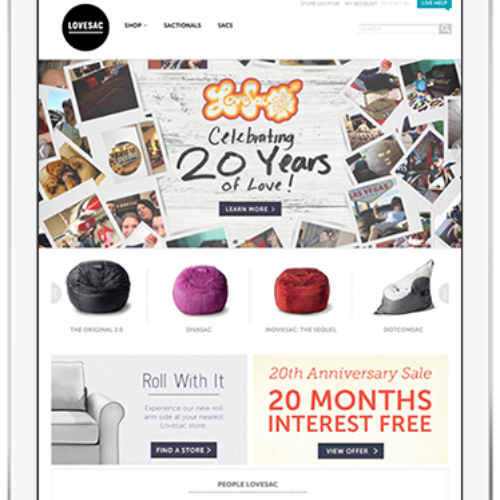 STORE LOCATOR MY ACCOUNT MY CART (0) LIVE HELP
LOVESAC
SHOP SACTIONALS SACS
SEARCH
LoveSac
Celebrating
20 Years
of Love!
LEARN MORE >
LAS VEGAS
THE ORIGINAL 2.0 DIVASAC MOVIESAC: THE SEQUEL DOTCOMSAC
Roll With It
Experience our new roll
arm side at your nearest
Lovesac store.
FIND A STORE >
20th Anniversary Sale
20 MONTHS
INTEREST FREE
VIEW OFFER >
PEOPLE LOVESAC